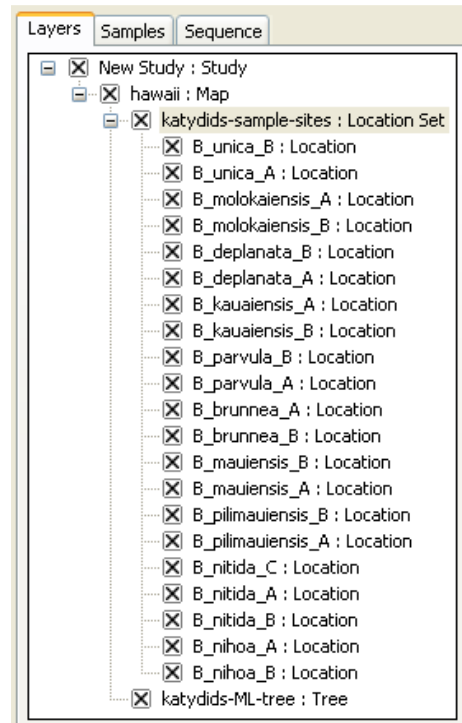 Layers Samples Sequence
New Study : Study
hawaii : Map
katydids-sample-sites : Location Set
B_unica_B : Location
B_unica_A : Location
B_molokaiensis_A : Location
B_molokaiensis_B : Location
B_deplanata_B : Location
B_deplanata_A : Location
B_kauaiensis_A : Location
B_kauaiensis_B : Location
B_parvula_B : Location
B_parvula_A : Location
B_brunnea_A : Location
B_brunnea_B : Location
B_mauiensis_B : Location
B_mauiensis_A : Location
B_pilimauiensis_B : Location
B_pilimauiensis_A : Location
B_nitida_C : Location
B_nitida_A : Location
B_nitida_B : Location
B_nihoa_A : Location
B_nihoa_B : Location
katydids-ML-tree : Tree